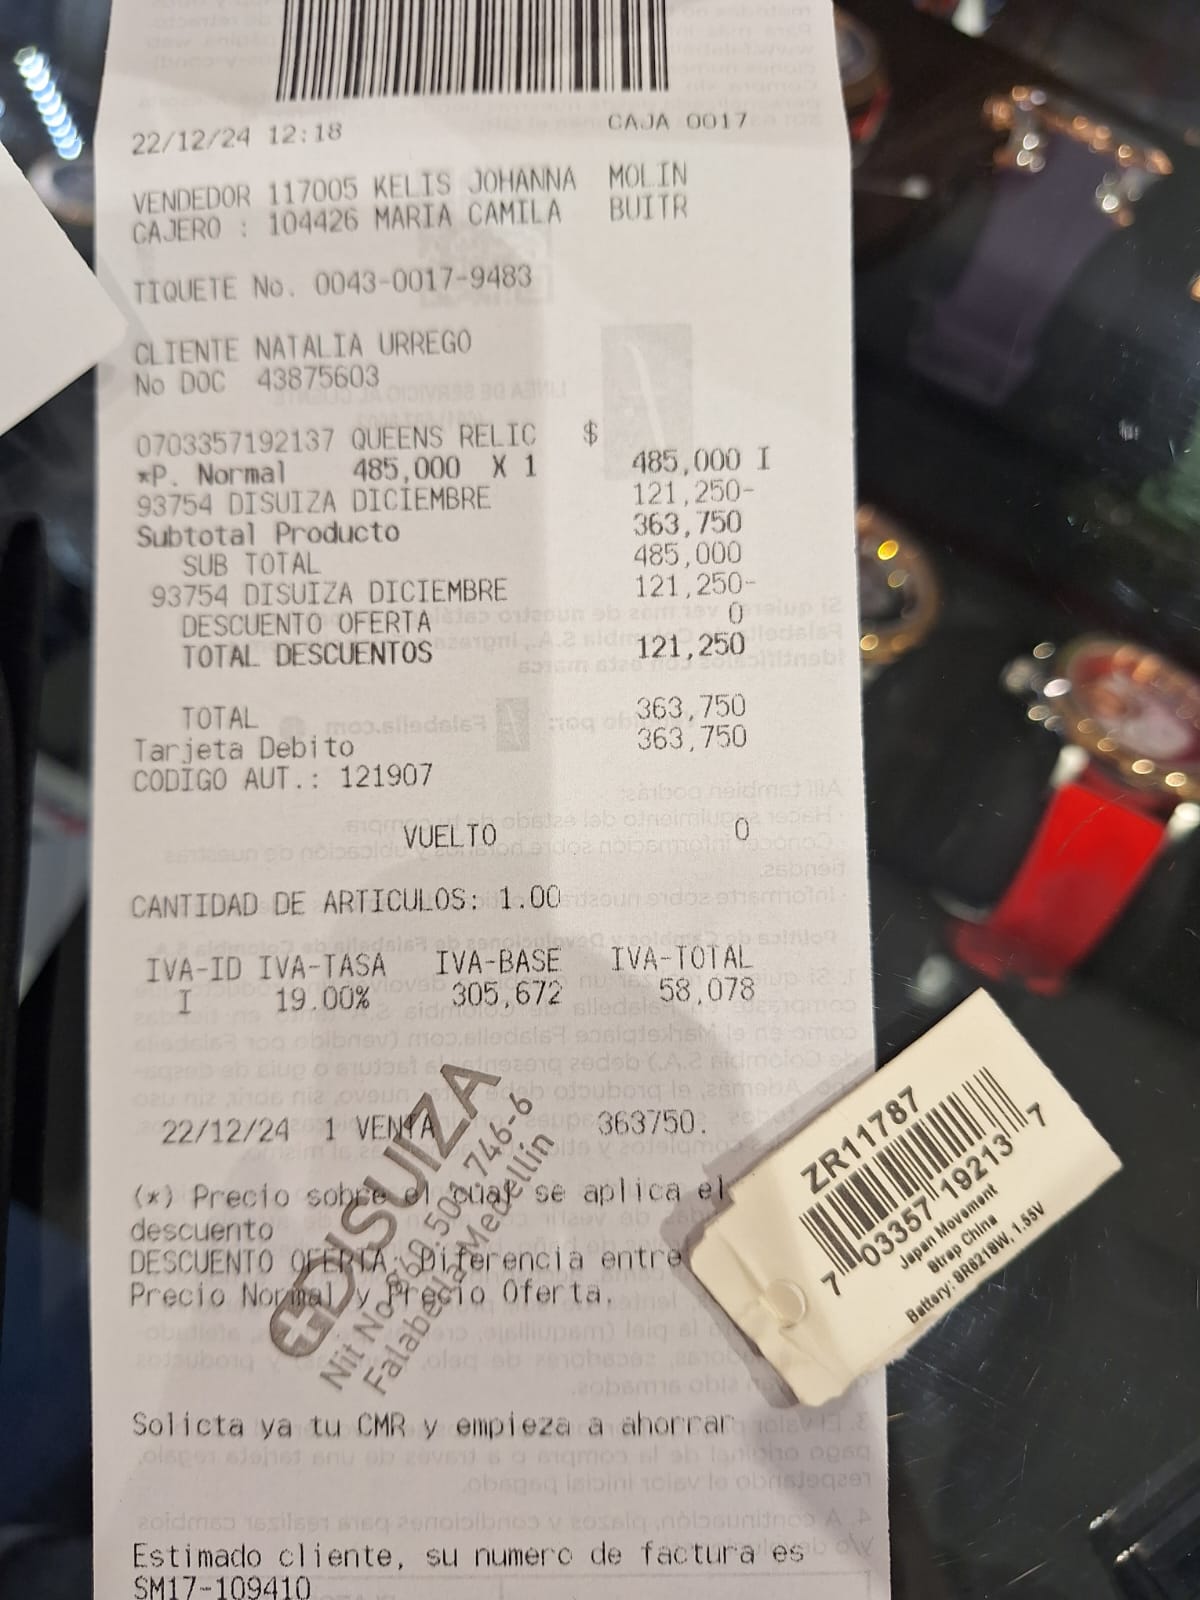 22/12/24 12:18 CAJA 0017
VENDEDOR 117005 KELIS JOHANNA MOLIN
CAJERO : 104426 MARIA CAMILA BUITR
TIQUETE No. 0043-0017-9483
CLIENTE NATALIA URREGO
No DOC 43875603
0703357192137 QUEENS RELIC $
*P. Normal 485,000 X 1 485,000 I
93754 DISUIZA DICIEMBRE 121,250-
Subtotal Producto 363,750
SUB TOTAL 485,000
93754 DISUIZA DICIEMBRE 121,250-
DESCUENTO OFERTA 0
TOTAL DESCUENTOS 121,250
TOTAL 363,750
Tarjeta Debito 363,750
CODIGO AUT.: 121907
VUELTO 0
CANTIDAD DE ARTICULOS: 1.00
IVA-ID IVA-TASA IVA-BASE IVA-TOTAL
I 19.00% 305,672 58,078
22/12/24 1 VENTA 363750.
(*) Precio sobre el cual se aplica el
descuento
DESCUENTO OFERTA: Diferencia entre
Precio Normal y Precio Oferta.
DISUIZA
Nit No. 501.746-6
Falabella Medellín
Solicta ya tu CMR y empieza a ahorrar
Estimado cliente, su numero de factura es
SM17-109410
ZR11787
7 03357 19213 7
Japan Movement
Strap China
Battery: SR621SW, 1.55V